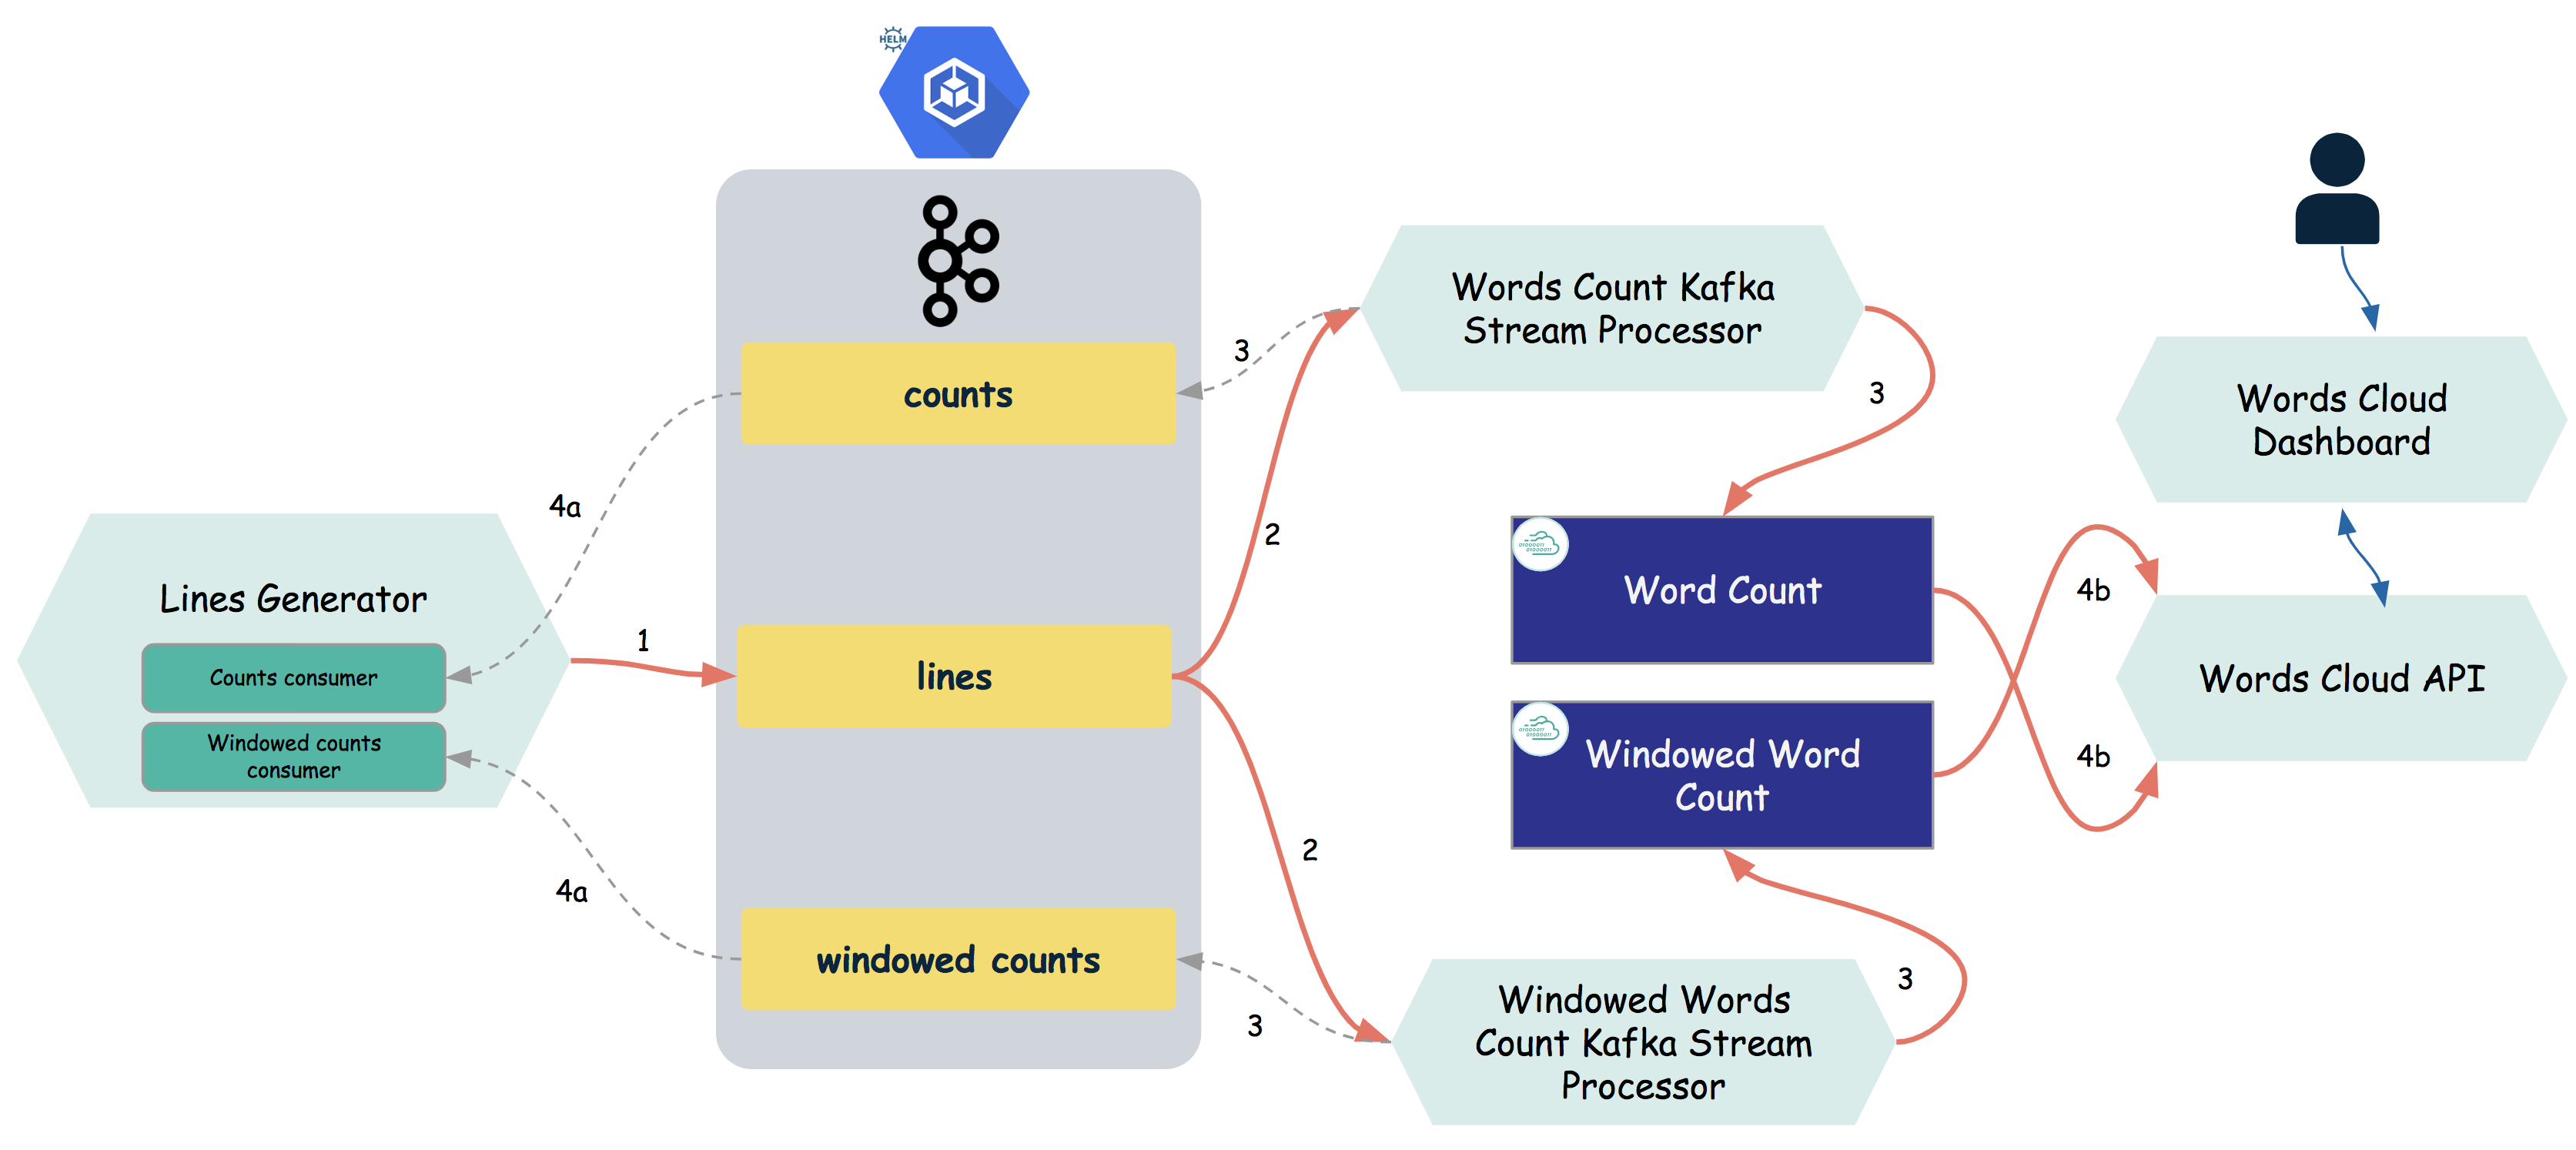 HELM
counts
lines
windowed counts
Lines Generator
Counts consumer
Windowed counts
consumer
4a
1
4a
3
2
2
3
Words Count Kafka
Stream Processor
3
Word Count
Windowed Word
Count
3
Windowed Words
Count Kafka Stream
Processor
4b
4b
Words Cloud
Dashboard
Words Cloud API